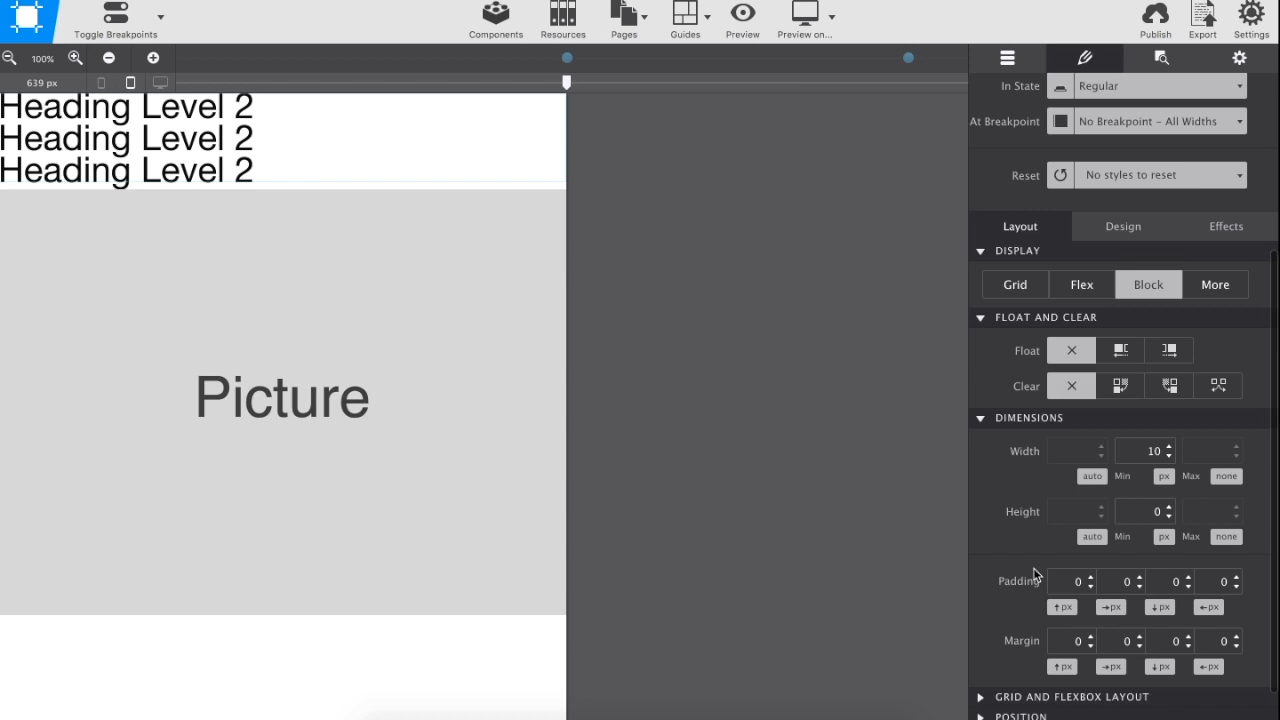 Toggle Breakpoints
Components
Resources
Pages
Guides
Preview
Preview on...
Publish
Export
Settings
100%
639 px
Heading Level 2
Heading Level 2
Heading Level 2
Picture
In State
Regular
At Breakpoint
No Breakpoint – All Widths
Reset
No styles to reset
Layout
Design
Effects
DISPLAY
Grid
Flex
Block
More
FLOAT AND CLEAR
Float
Clear
DIMENSIONS
Width
10
auto Min px Max none
Height
0
auto Min px Max none
Padding
0 0 0 0
px px px px
Margin
0 0 0 0
px px px px
GRID AND FLEXBOX LAYOUT
POSITION